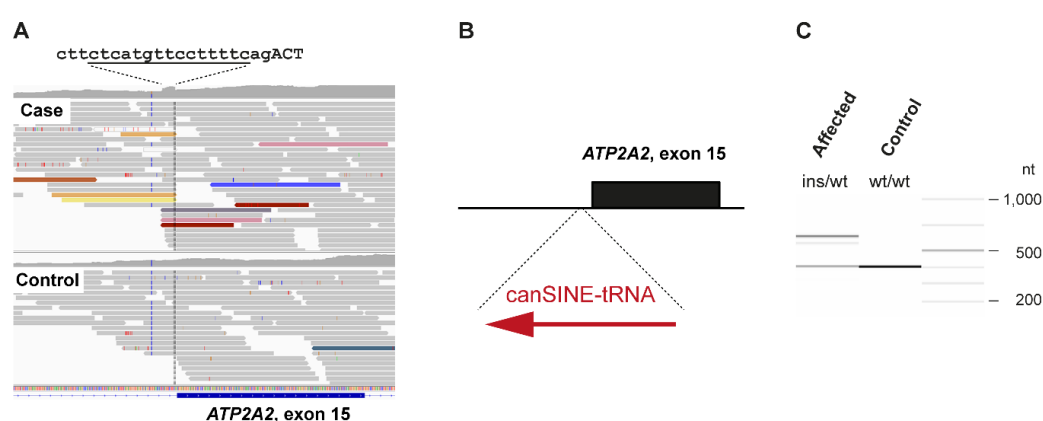 A
cttctcatgttccttttcagACT
Case
Control
ATP2A2, exon 15
B
ATP2A2, exon 15
canSINE-tRNA
C
Affected
Control
ins/wt
wt/wt
nt
1,000
500
200